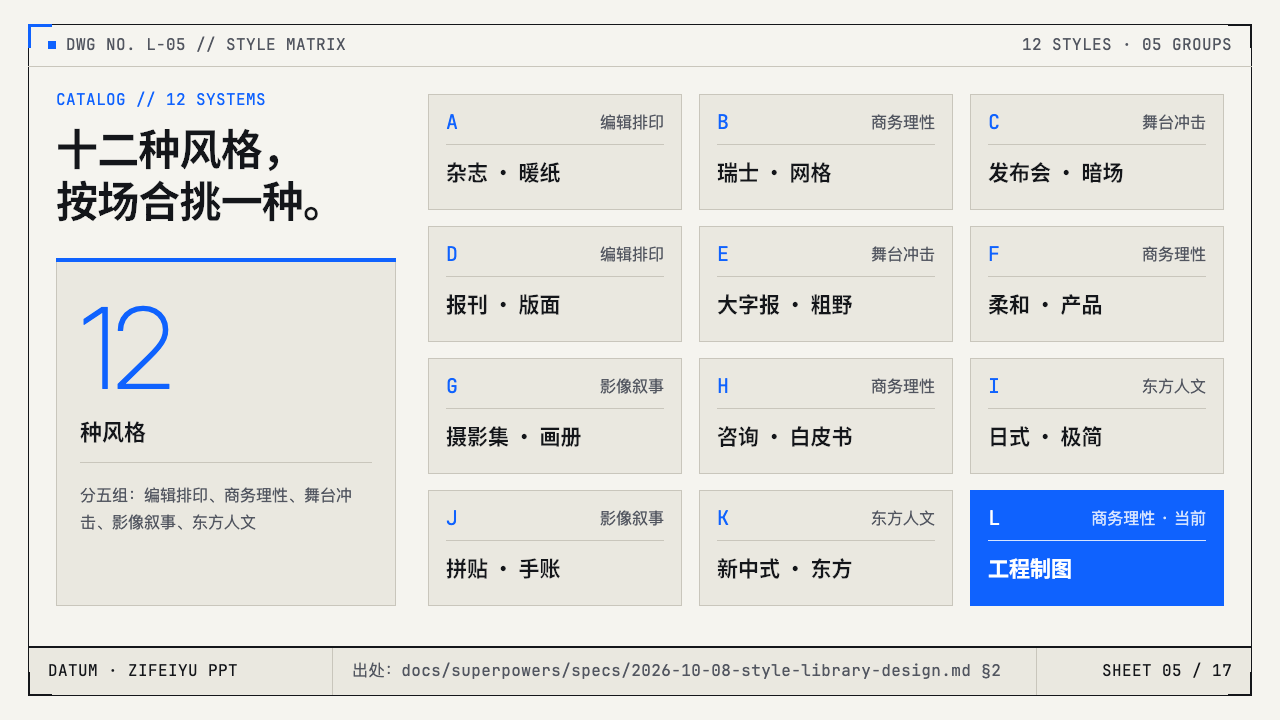 DWG NO. L-05 // STYLE MATRIX
12 STYLES · 05 GROUPS
CATALOG // 12 SYSTEMS
十二种风格，
按场合挑一种。
12
种风格
分五组：编辑排印、商务理性、舞台冲
击、影像叙事、东方人文
A 编辑排印
杂志 · 暖纸
B 商务理性
瑞士 · 网格
C 舞台冲击
发布会 · 暗场
D 编辑排印
报刊 · 版面
E 舞台冲击
大字报 · 粗野
F 商务理性
柔和 · 产品
G 影像叙事
摄影集 · 画册
H 商务理性
咨询 · 白皮书
I 东方人文
日式 · 极简
J 影像叙事
拼贴 · 手账
K 东方人文
新中式 · 东方
L 商务理性 · 当前
工程制图
DATUM · ZIFEIYU PPT
出处：docs/superpowers/specs/2026-10-08-style-library-design.md §2
SHEET 05 / 17